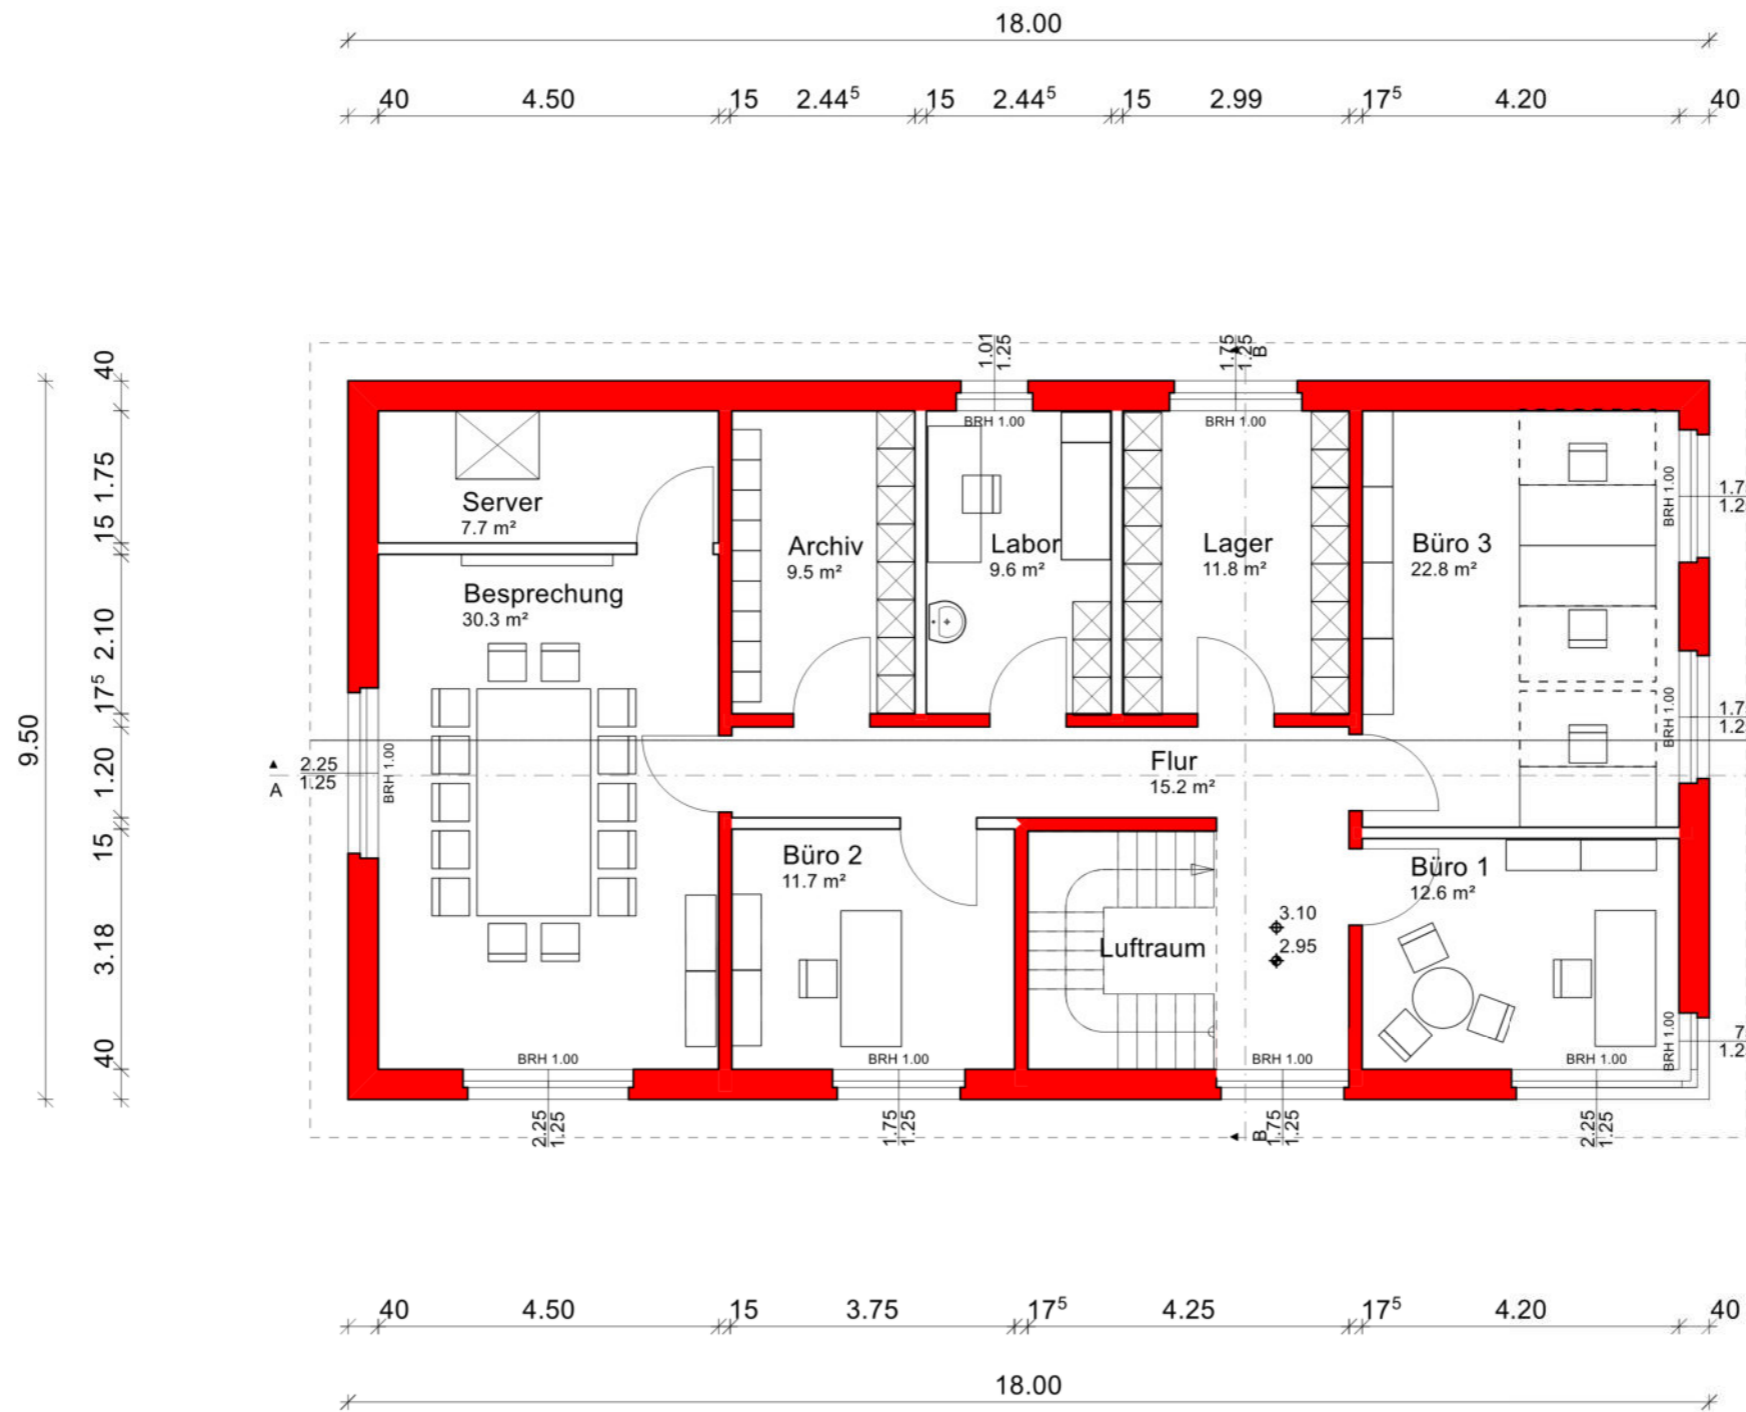 18.00
40 4.50 15 2.44⁵ 15 2.44⁵ 15 2.99 17⁵ 4.20 40
9.50
40
1.75
15
2.10
17⁵
1.20
15
3.18
40
1.01
1.25
1.75
1.25
B
BRH 1.00
BRH 1.00
Server
7.7 m²
Besprechung
30.3 m²
Archiv
9.5 m²
Labor
9.6 m²
Lager
11.8 m²
Büro 3
22.8 m²
BRH 1.00
1.7
1.2
BRH 1.00
1.7
1.2
A
2.25
1.25
BRH 1.00
Flur
15.2 m²
Büro 2
11.7 m²
Büro 1
12.6 m²
Luftraum
3.10
2.95
BRH 1.00
7
1.2
BRH 1.00
BRH 1.00
BRH 1.00
BRH 1.00
2.25
1.25
1.75
1.25
B
1.75
1.25
2.25
1.25
40 4.50 15 3.75 17⁵ 4.25 17⁵ 4.20 40
18.00